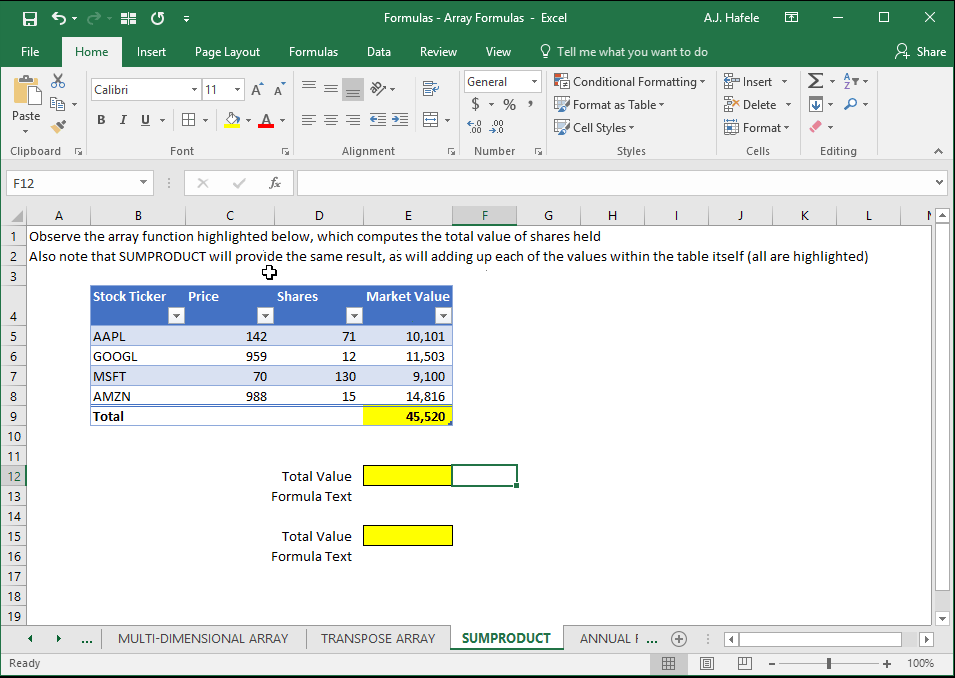 Formulas - Array Formulas - Excel
A.J. Hafele
File Home Insert Page Layout Formulas Data Review View Tell me what you want to do Share
Paste
Calibri 11
B I U
A A
General
$ % ,
Conditional Formatting
Format as Table
Cell Styles
Insert
Delete
Format
Clipboard Font Alignment Number Styles Cells Editing
F12 fx
A B C D E F G H I J K L
1 Observe the array function highlighted below, which computes the total value of shares held
2 Also note that SUMPRODUCT will provide the same result, as will adding up each of the values within the table itself (all are highlighted)
3
4 Stock Ticker Price Shares Market Value
5 AAPL 142 71 10,101
6 GOOGL 959 12 11,503
7 MSFT 70 130 9,100
8 AMZN 988 15 14,816
9 Total 45,520
10
11
12 Total Value
13 Formula Text
14
15 Total Value
16 Formula Text
17
18
19
... MULTI-DIMENSIONAL ARRAY TRANSPOSE ARRAY SUMPRODUCT ANNUAL ...
Ready 100%